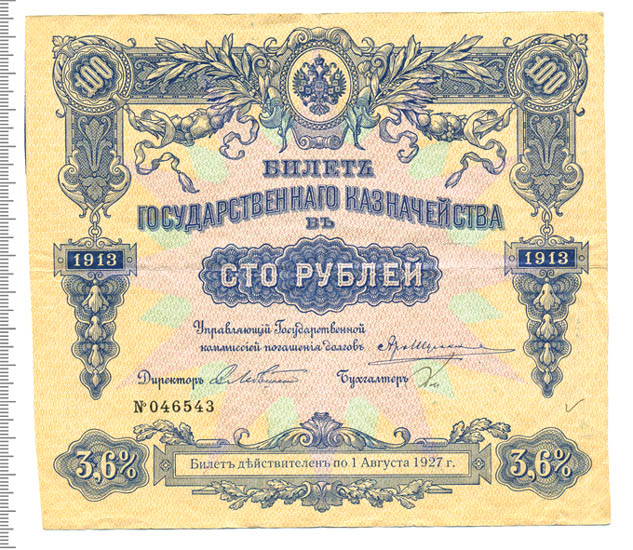 100 100
БИЛЕТЪ
ГОСУДАРСТВЕННАГО КАЗНАЧЕЙСТВА
ВЪ
1913 СТО РУБЛЕЙ 1913
Управляющій Государственной
коммиссіей погашенія долговъ
Директоръ Бухгалтеръ
№ 046543
3,6% Билетъ дѣйствителенъ по 1 Августа 1927 г. 3,6%